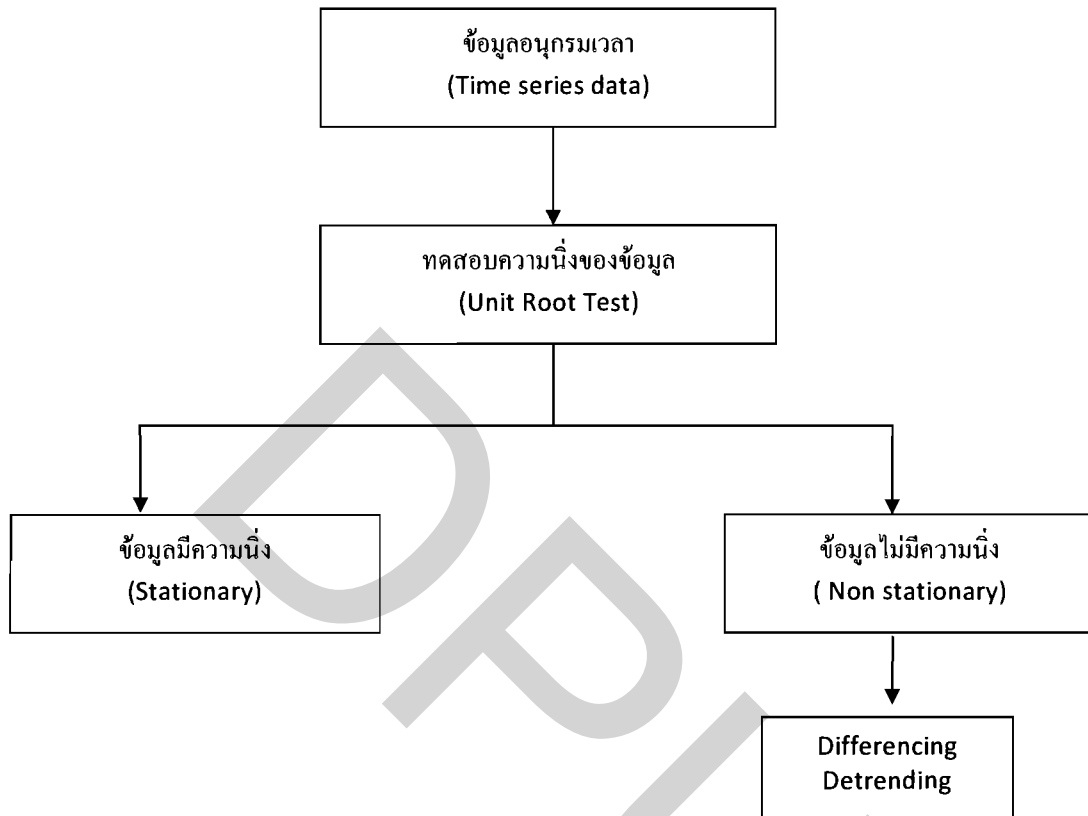 ข้อมูลอนุกรมเวลา
(Time series data)
ทดสอบความนิ่งของข้อมูล
(Unit Root Test)
ข้อมูลมีความนิ่ง
(Stationary)
ข้อมูลไม่มีความนิ่ง
( Non stationary)
Differencing
Detrending